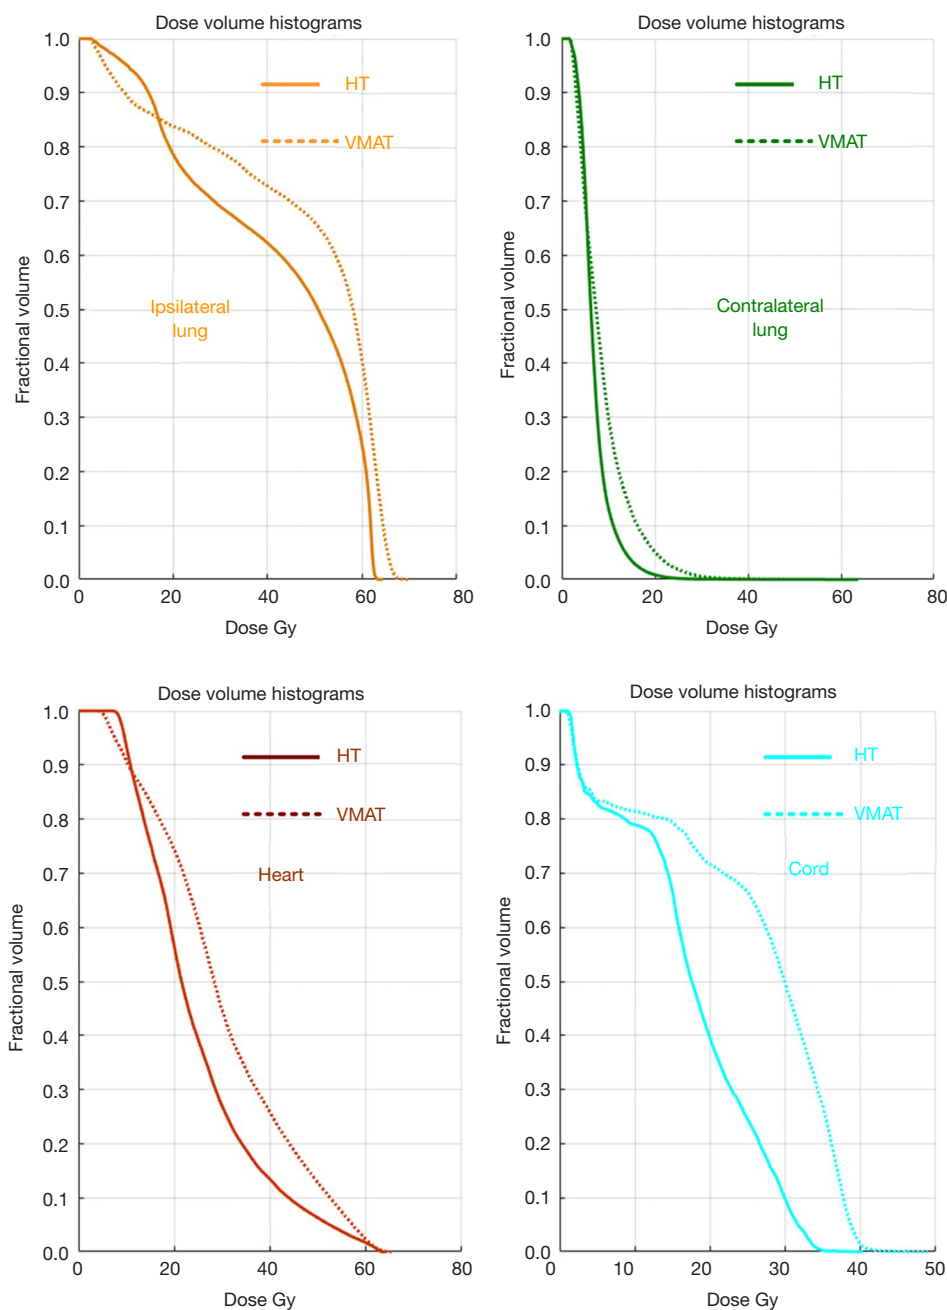 Dose volume histograms
1.0
0.9
0.8
0.7
0.6
0.5
0.4
0.3
0.2
0.1
0.0
Fractional volume
HT
VMAT
Ipsilateral
lung
0 20 40 60 80
Dose Gy
Dose volume histograms
1.0
0.9
0.8
0.7
0.6
0.5
0.4
0.3
0.2
0.1
0.0
Fractional volume
HT
VMAT
Contralateral
lung
0 20 40 60 80
Dose Gy
Dose volume histograms
1.0
0.9
0.8
0.7
0.6
0.5
0.4
0.3
0.2
0.1
0.0
Fractional volume
HT
VMAT
Heart
0 20 40 60 80
Dose Gy
Dose volume histograms
1.0
0.9
0.8
0.7
0.6
0.5
0.4
0.3
0.2
0.1
0.0
Fractional volume
HT
VMAT
Cord
0 10 20 30 40 50
Dose Gy